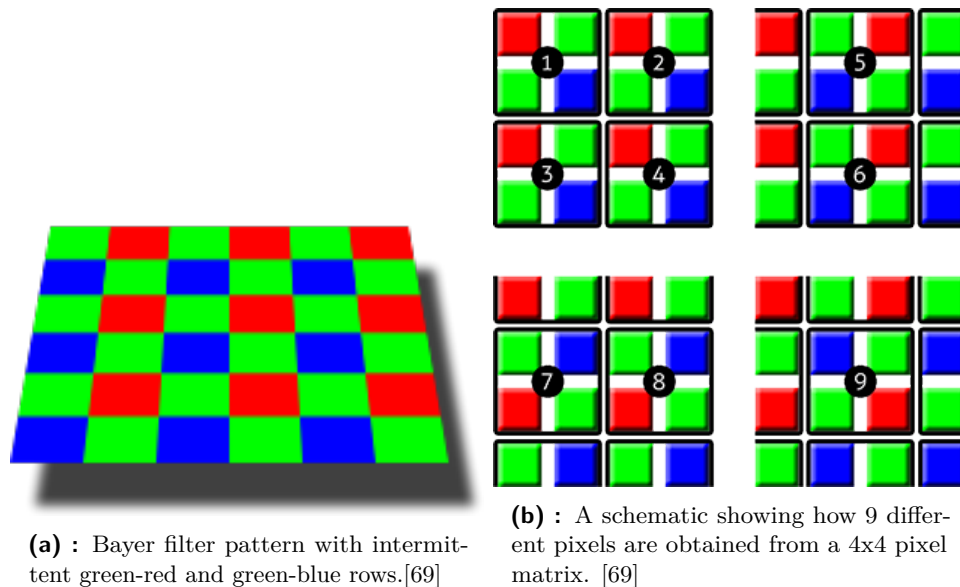 1 2
3 4
5
6
7 8
9
(a) : Bayer filter pattern with intermit-
tent green-red and green-blue rows.[69]
(b) : A schematic showing how 9 differ-
ent pixels are obtained from a 4x4 pixel
matrix. [69]